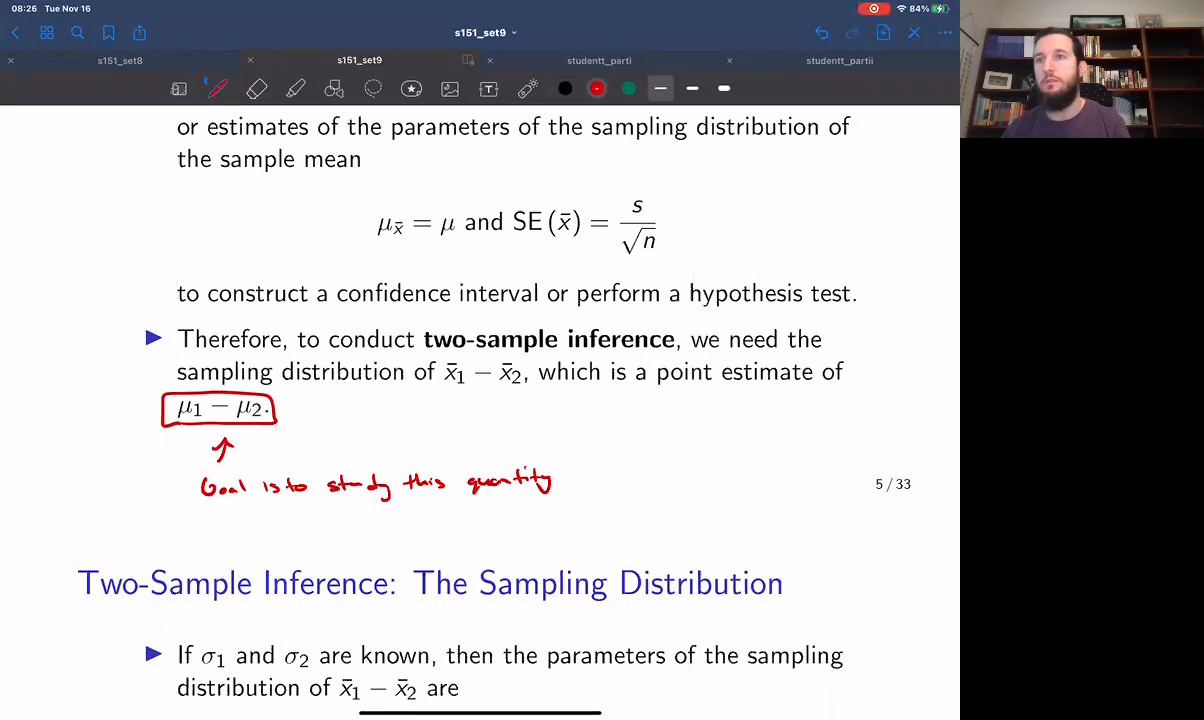 08:26 Tue Nov 16
84%
s151_set9
s151_set8
s151_set9
studentt_parti
studentt_partii
or estimates of the parameters of the sampling distribution of
the sample mean
μx̄ = μ and SE (x̄) = s/√n
to construct a confidence interval or perform a hypothesis test.
▶ Therefore, to conduct two-sample inference, we need the
sampling distribution of x̄₁ − x̄₂, which is a point estimate of
μ₁ − μ₂.
↑
Goal is to study this quantity
5 / 33
Two-Sample Inference: The Sampling Distribution
▶ If σ₁ and σ₂ are known, then the parameters of the sampling
distribution of x̄₁ − x̄₂ are